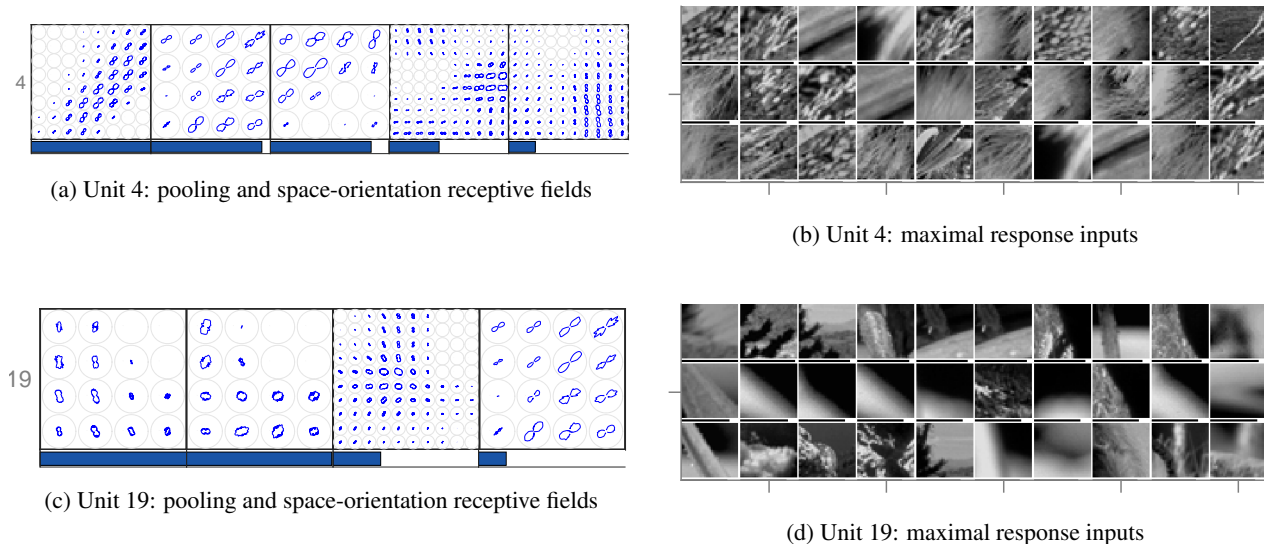 4
(a) Unit 4: pooling and space-orientation receptive fields
(b) Unit 4: maximal response inputs
19
(c) Unit 19: pooling and space-orientation receptive fields
(d) Unit 19: maximal response inputs